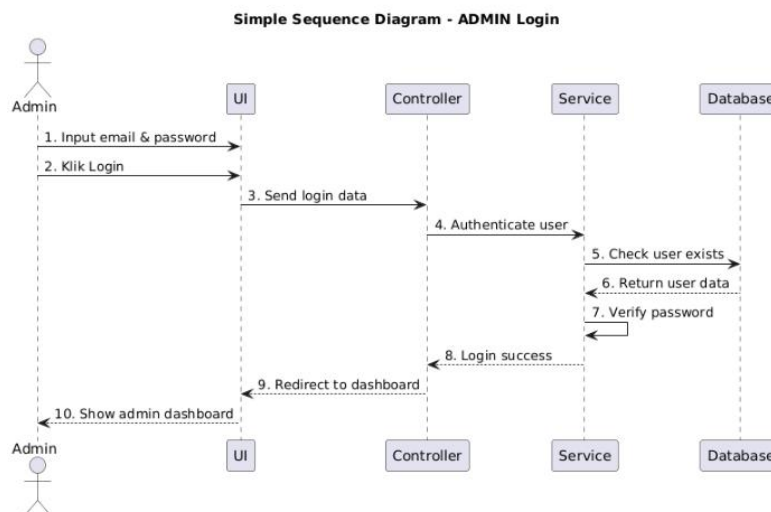 Simple Sequence Diagram - ADMIN Login
Admin
UI
Controller
Service
Database
1. Input email & password
2. Klik Login
3. Send login data
4. Authenticate user
5. Check user exists
6. Return user data
7. Verify password
8. Login success
9. Redirect to dashboard
10. Show admin dashboard
Admin
UI
Controller
Service
Database